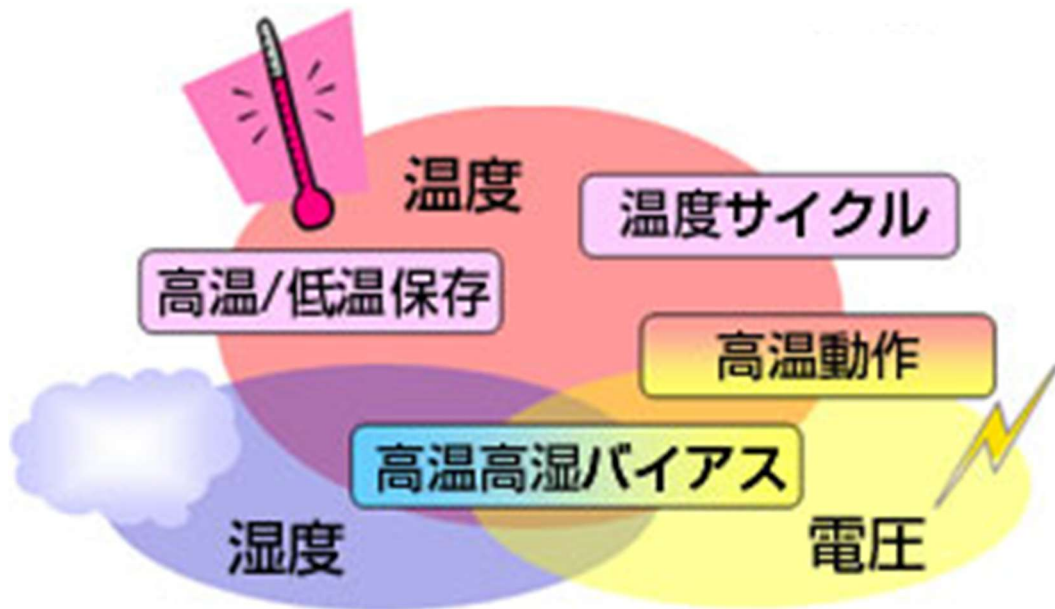 温度
温度サイクル
高温/低温保存
高温動作
高温高湿バイアス
湿度
電圧